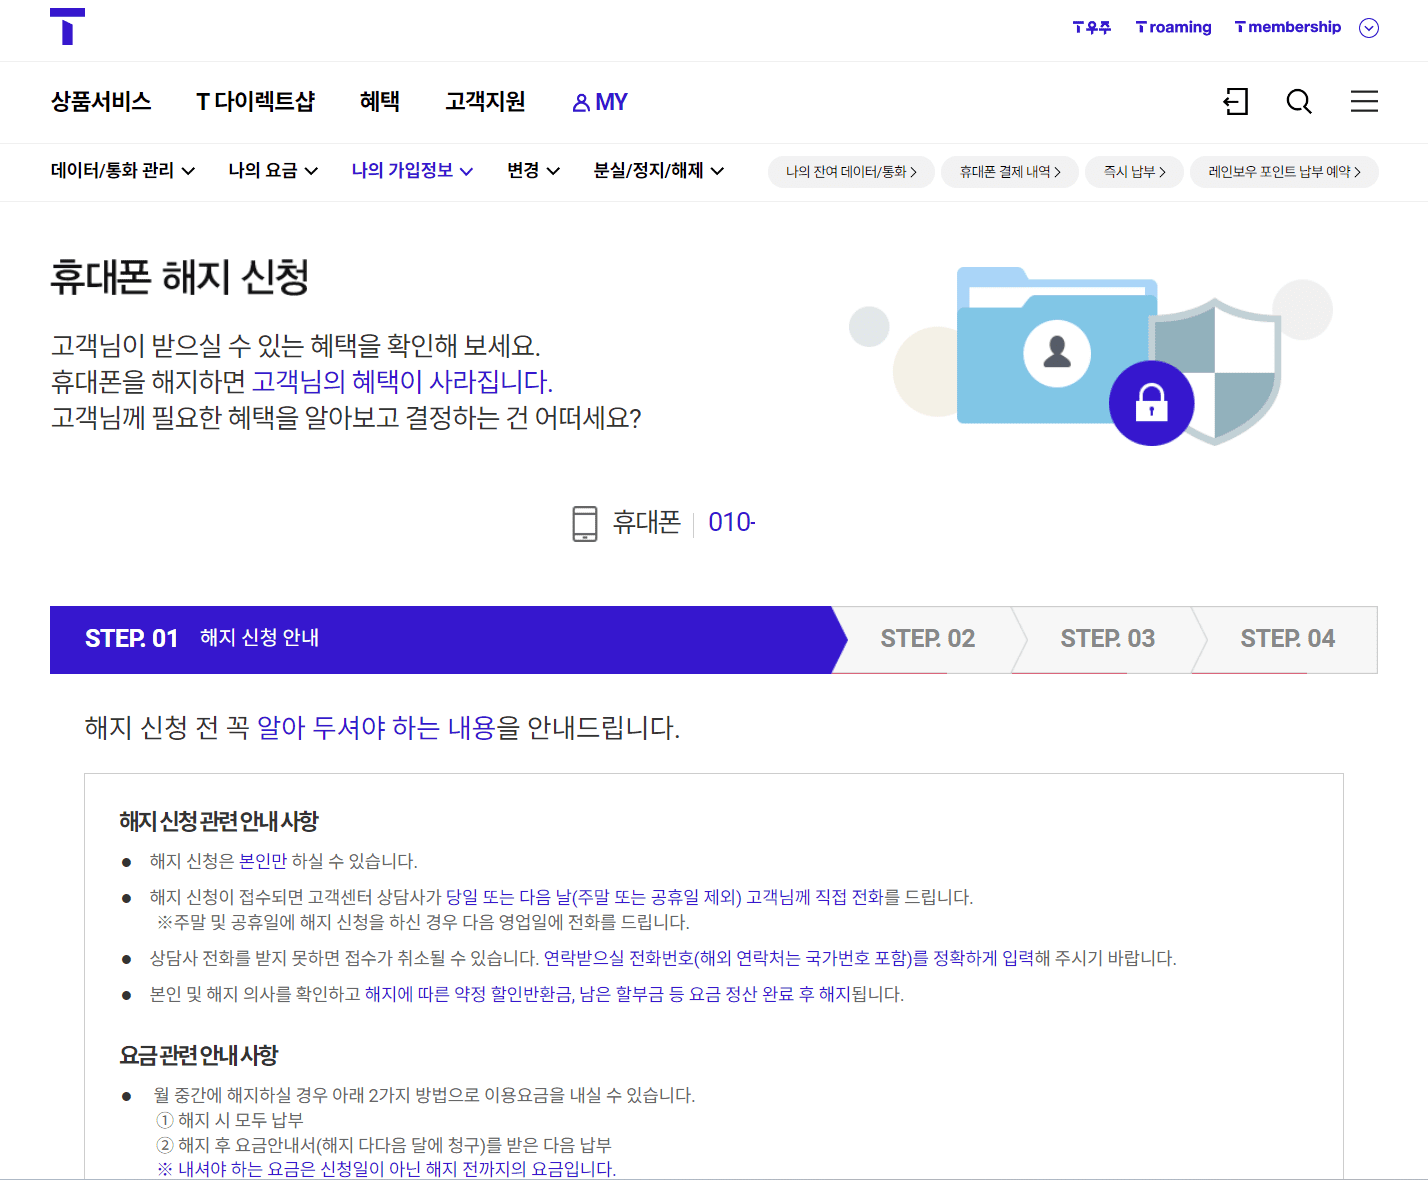 T
T우주 T roaming T membership
상품서비스 T 다이렉트샵 혜택 고객지원 MY
데이터/통화 관리 나의 요금 나의 가입정보 변경 분실/정지/해제 나의 잔여 데이터/통화 > 휴대폰 결제 내역 > 즉시 납부 > 레인보우 포인트 납부 예약 >
휴대폰 해지 신청
고객님이 받으실 수 있는 혜택을 확인해 보세요.
휴대폰을 해지하면 고객님의 혜택이 사라집니다.
고객님께 필요한 혜택을 알아보고 결정하는 건 어떠세요?
휴대폰 010-
STEP. 01 해지 신청 안내 STEP. 02 STEP. 03 STEP. 04
해지 신청 전 꼭 알아 두셔야 하는 내용을 안내드립니다.
해지 신청 관련 안내 사항
● 해지 신청은 본인만 하실 수 있습니다.
● 해지 신청이 접수되면 고객센터 상담사가 당일 또는 다음 날(주말 또는 공휴일 제외) 고객님께 직접 전화를 드립니다.
※주말 및 공휴일에 해지 신청을 하신 경우 다음 영업일에 전화를 드립니다.
● 상담사 전화를 받지 못하면 접수가 취소될 수 있습니다. 연락받으실 전화번호(해외 연락처는 국가번호 포함)를 정확하게 입력해 주시기 바랍니다.
● 본인 및 해지 의사를 확인하고 해지에 따른 약정 할인반환금, 남은 할부금 등 요금 정산 완료 후 해지됩니다.
요금 관련 안내 사항
● 월 중간에 해지하실 경우 아래 2가지 방법으로 이용요금을 내실 수 있습니다.
① 해지 시 모두 납부
② 해지 후 요금안내서(해지 다다음 달에 청구)를 받은 다음 납부
※ 내셔야 하는 요금은 신청일이 아닌 해지 전까지의 요금입니다.